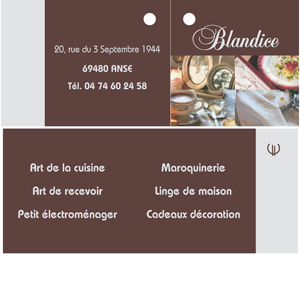 Blandice
20, rue du 3 Septembre 1944
69480 ANSE
Tél. 04 74 60 24 58
Art de la cuisine
Art de recevoir
Petit électroménager
Maroquinerie
Linge de maison
Cadeaux décoration